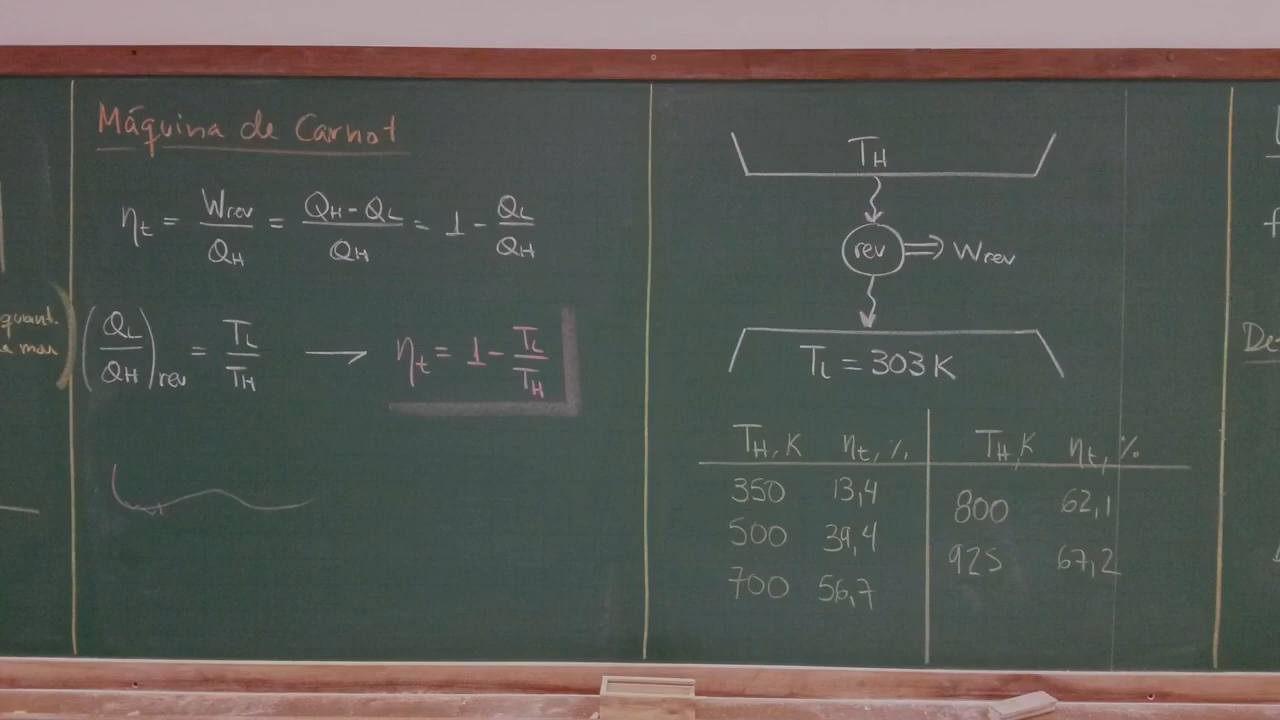 Máquina de Carnot
ηt = Wrev/QH = (QH-QL)/QH = 1 - QL/QH
quant.
(QL/QH)rev = TL/TH → ηt = 1 - TL/TH
TH
rev ⇒ Wrev
TL = 303 K
TH, K ηt, % TH, K ηt, %
350 13,4 800 62,1
500 39,4 925 67,2
700 56,7